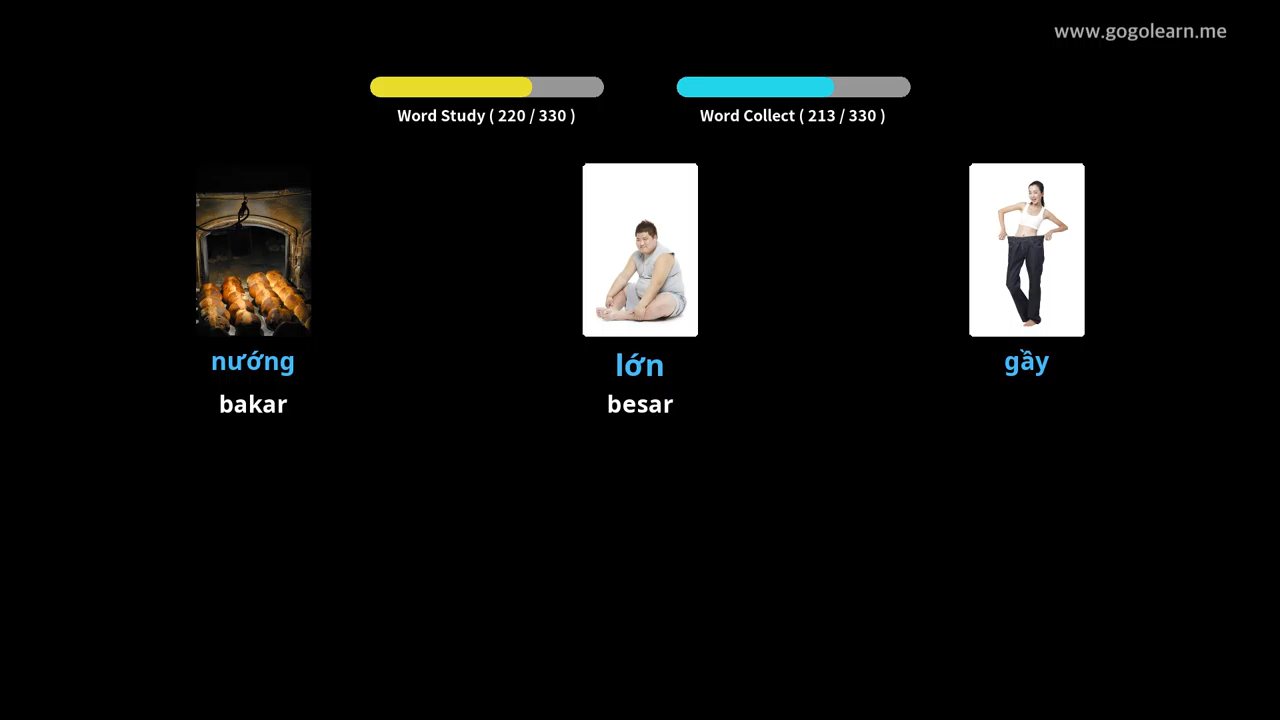 www.gogolearn.me
Word Study ( 220 / 330 )
Word Collect ( 213 / 330 )
nướng
lớn
gầy
bakar
besar